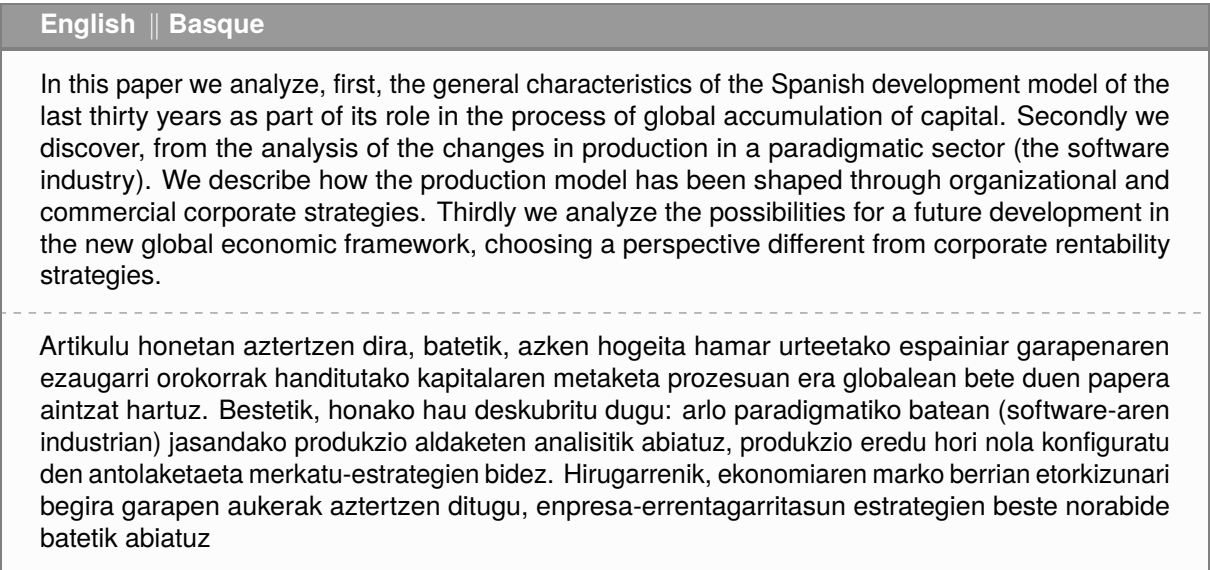 English || Basque
In this paper we analyze, first, the general characteristics of the Spanish development model of the
last thirty years as part of its role in the process of global accumulation of capital. Secondly we
discover, from the analysis of the changes in production in a paradigmatic sector (the software
industry). We describe how the production model has been shaped through organizational and
commercial corporate strategies. Thirdly we analyze the possibilities for a future development in
the new global economic framework, choosing a perspective different from corporate rentability
strategies.
Artikulu honetan aztertzen dira, batetik, azken hogeita hamar urteetako espainiar garapenaren
ezaugarri orokorrak handitutako kapitalaren metaketa prozesuan era globalean bete duen papera
aintzat hartuz. Bestetik, honako hau deskubritu dugu: arlo paradigmatiko batean (software-aren
industrian) jasandako produkzio aldaketen analisitik abiatuz, produkzio eredu hori nola konfiguratu
den antolaketaeta merkatu-estrategien bidez. Hirugarrenik, ekonomiaren marko berrian etorkizunari
begira garapen aukerak aztertzen ditugu, enpresa-errentagarritasun estrategien beste norabide
batetik abiatuz